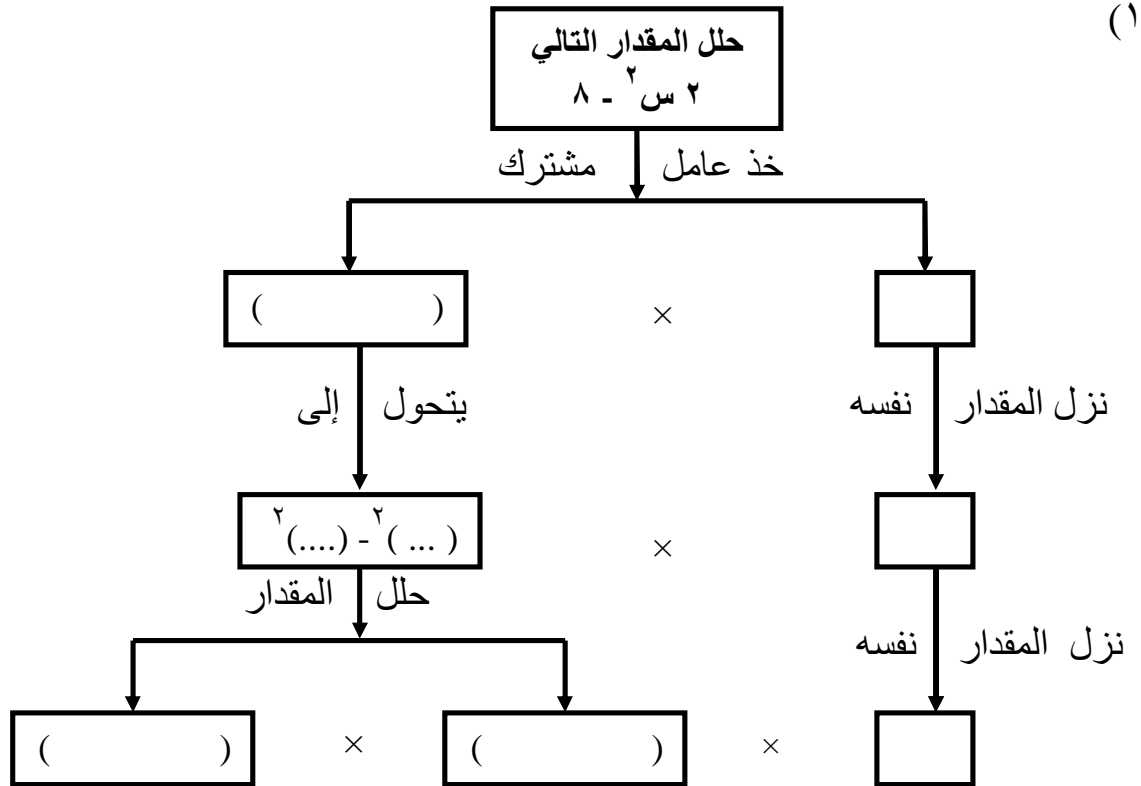 ١)
حلل المقدار التالي
٢ س٢ - ٨
خذ عامل مشترك
× ( )
نزل المقدار نفسه
يتحول إلى
× ( ... )٢ - (....)٢
نزل المقدار نفسه
حلل المقدار
× ( ) × ( )